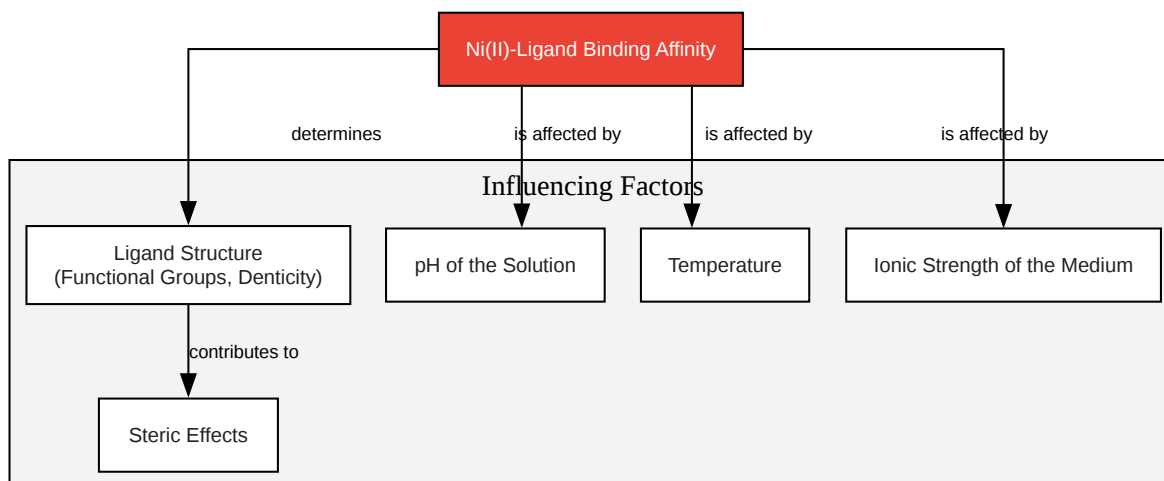 Ni(II)-Ligand Binding Affinity
determines
is affected by
is affected by
is affected by
Influencing Factors
Ligand Structure
(Functional Groups, Denticity)
pH of the Solution
Temperature
Ionic Strength of the Medium
contributes to
Steric Effects